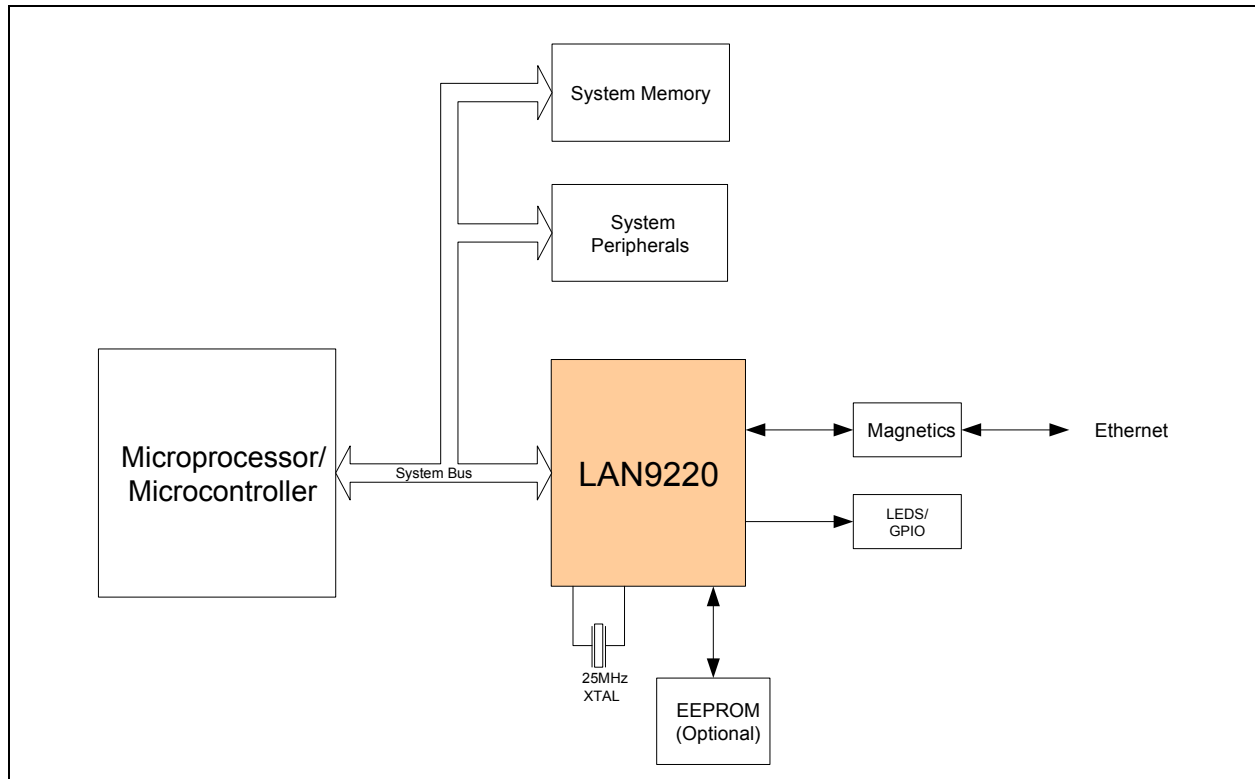 System Memory
System
Peripherals
Microprocessor/
Microcontroller
System Bus
LAN9220
Magnetics
Ethernet
LEDS/
GPIO
25MHz
XTAL
EEPROM
(Optional)